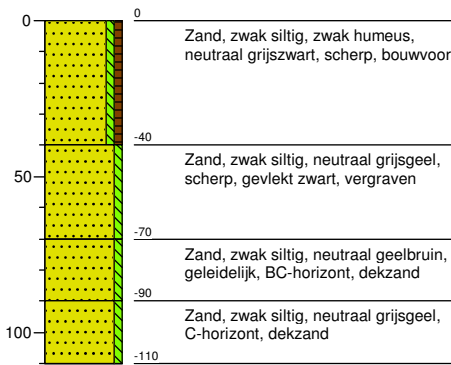 0
0
Zand, zwak siltig, zwak humeus,
neutraal grijszwart, scherp, bouwvoor
-40
Zand, zwak siltig, neutraal grijsgeel,
scherp, gevlekt zwart, vergraven
50
-70
Zand, zwak siltig, neutraal geelbruin,
geleidelijk, BC-horizont, dekzand
-90
Zand, zwak siltig, neutraal grijsgeel,
C-horizont, dekzand
100
-110